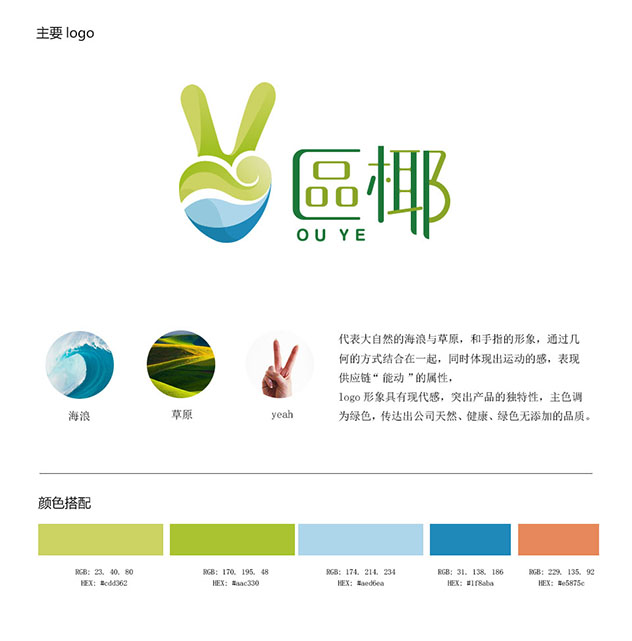 主要 logo
區椰
OU YE
海浪
草原
yeah
代表大自然的海浪与草原，和手指的形象，通过几
何的方式结合在一起，同时体现出运动的感，表现
供应链“能动”的属性，
logo 形象具有现代感，突出产品的独特性，主色调
为绿色，传达出公司天然、健康、绿色无添加的品质。
颜色搭配
RGB: 23. 40. 80
HEX: #cdd362
RGB: 170. 195. 48
HEX: #aac330
RGB: 174. 214. 234
HEX: #aed6ea
RGB: 31. 138. 186
HEX: #1f8aba
RGB: 229. 135. 92
HEX: #e5875c